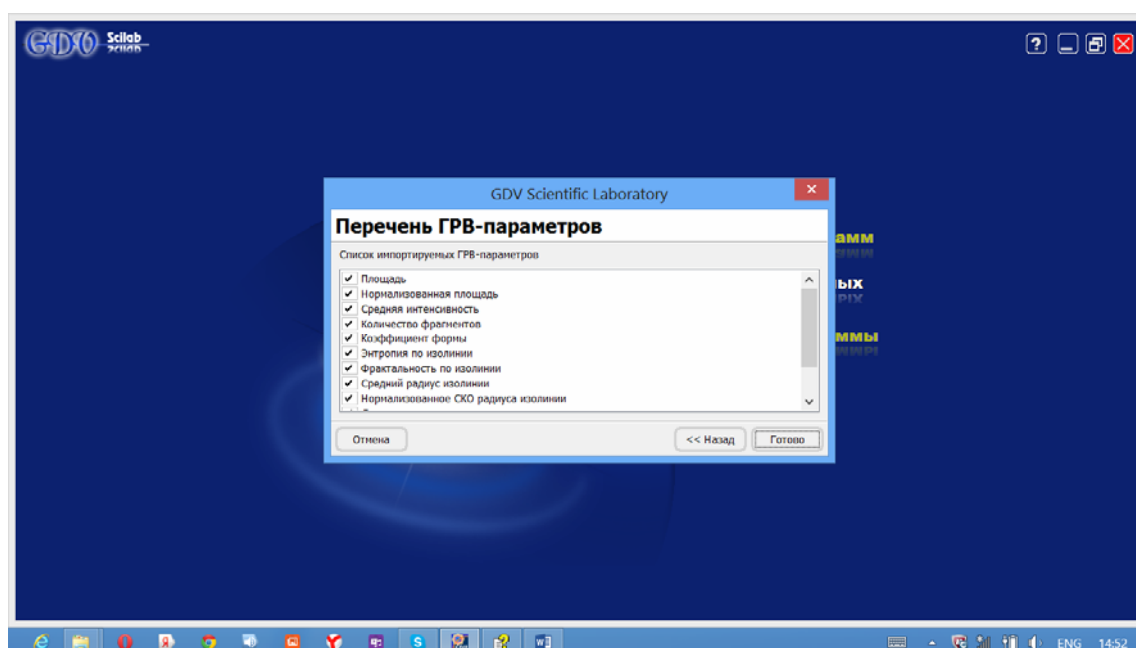 GDV Scilab
GDV Scientific Laboratory
Перечень ГРВ-параметров
Список импортируемых ГРВ-параметров
Площадь
Нормализованная площадь
Средняя интенсивность
Количество фрагментов
Коэффициент формы
Энтропия по изолинии
Фрактальность по изолинии
Средний радиус изолинии
Нормализованное СКО радиуса изолинии
Отмена
<< Назад
Готово
амм
ых
ммы
ENG 14:52